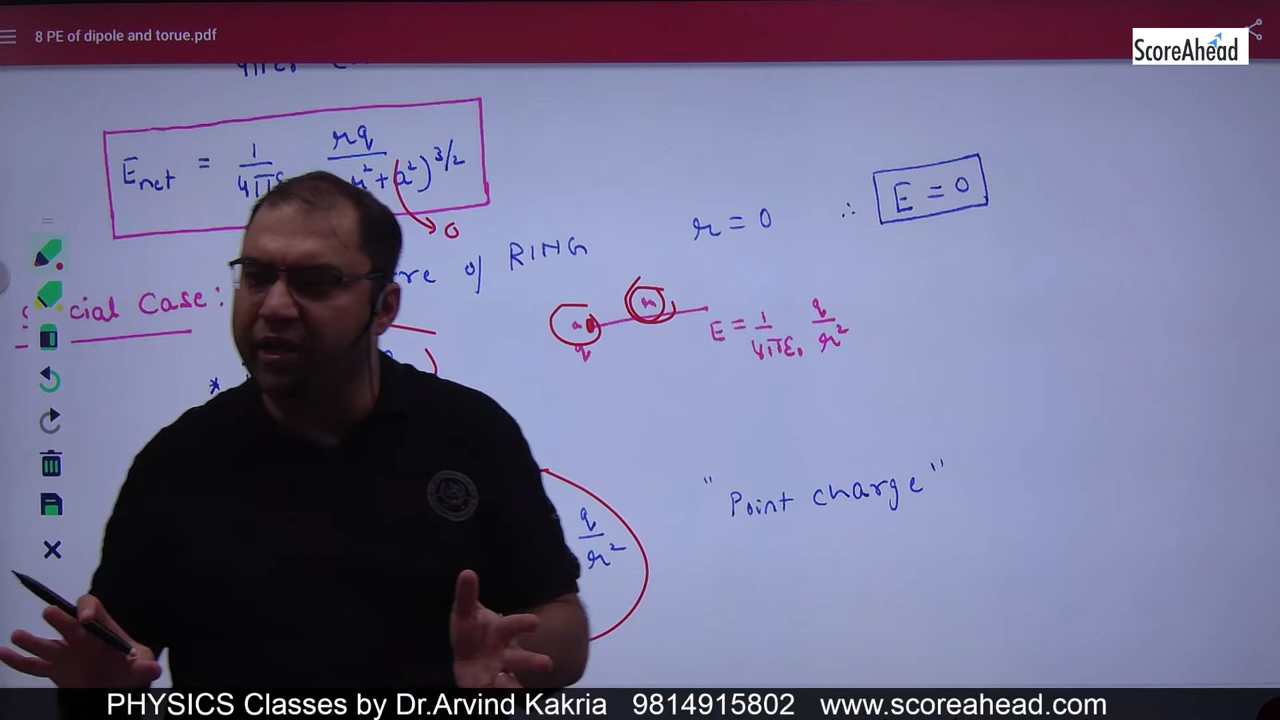 8 PE of dipole and torue.pdf
ScoreAhead
E_net = 1/4πε rq/(r² + a²)^3/2
0
r = 0 ∴ E = 0
re of RING
cial Case:
a r
q
E = 1/4πε₀ q/r²
*
q/r²
"Point charge"
PHYSICS Classes by Dr.Arvind Kakria 9814915802 www.scoreahead.com